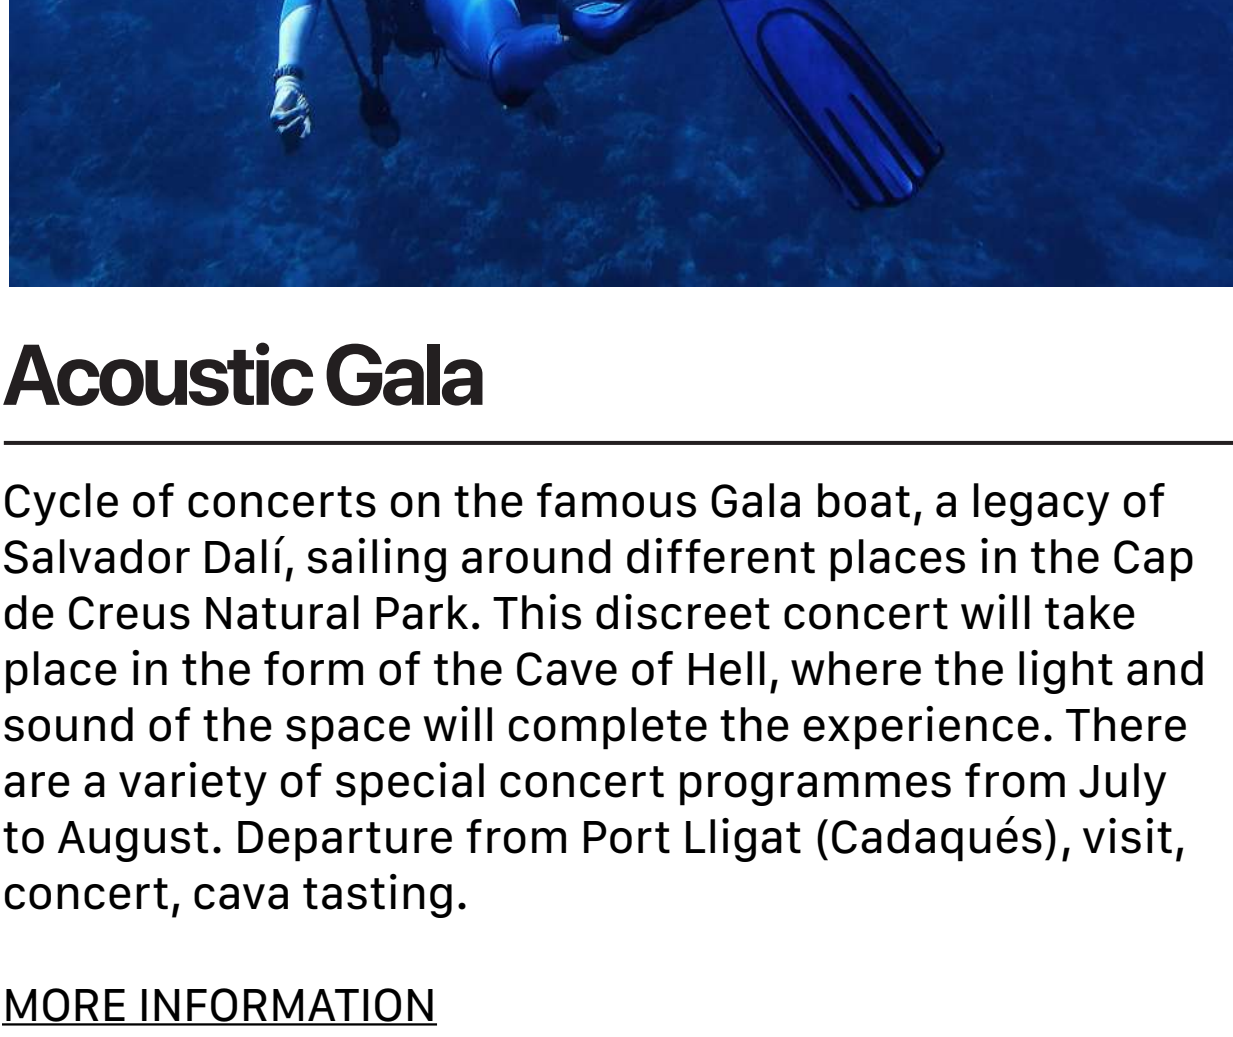 Acoustic Gala
Cycle of concerts on the famous Gala boat, a legacy of
Salvador Dalí, sailing around different places in the Cap
de Creus Natural Park. This discreet concert will take
place in the form of the Cave of Hell, where the light and
sound of the space will complete the experience. There
are a variety of special concert programmes from July
to August. Departure from Port Lligat (Cadaqués), visit,
concert, cava tasting.
MORE INFORMATION